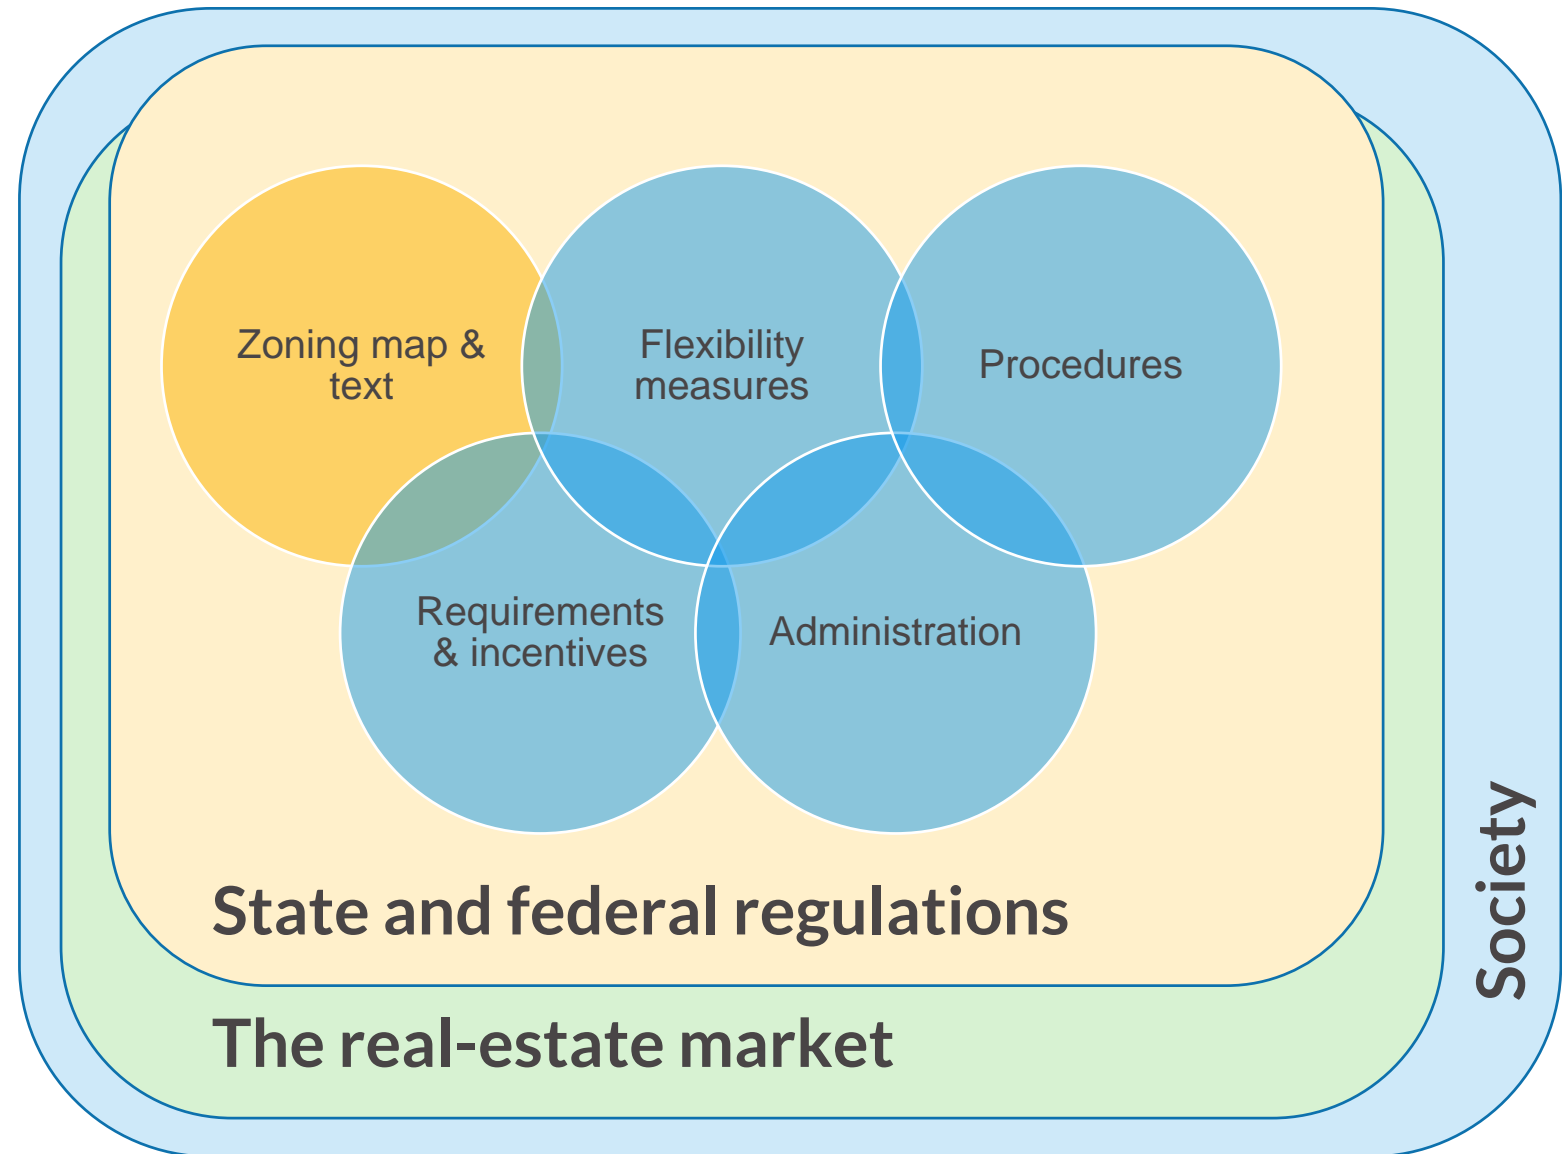 Zoning map &
text
Flexibility
measures
Procedures
Requirements
& incentives
Administration
State and federal regulations
The real-estate market
Society